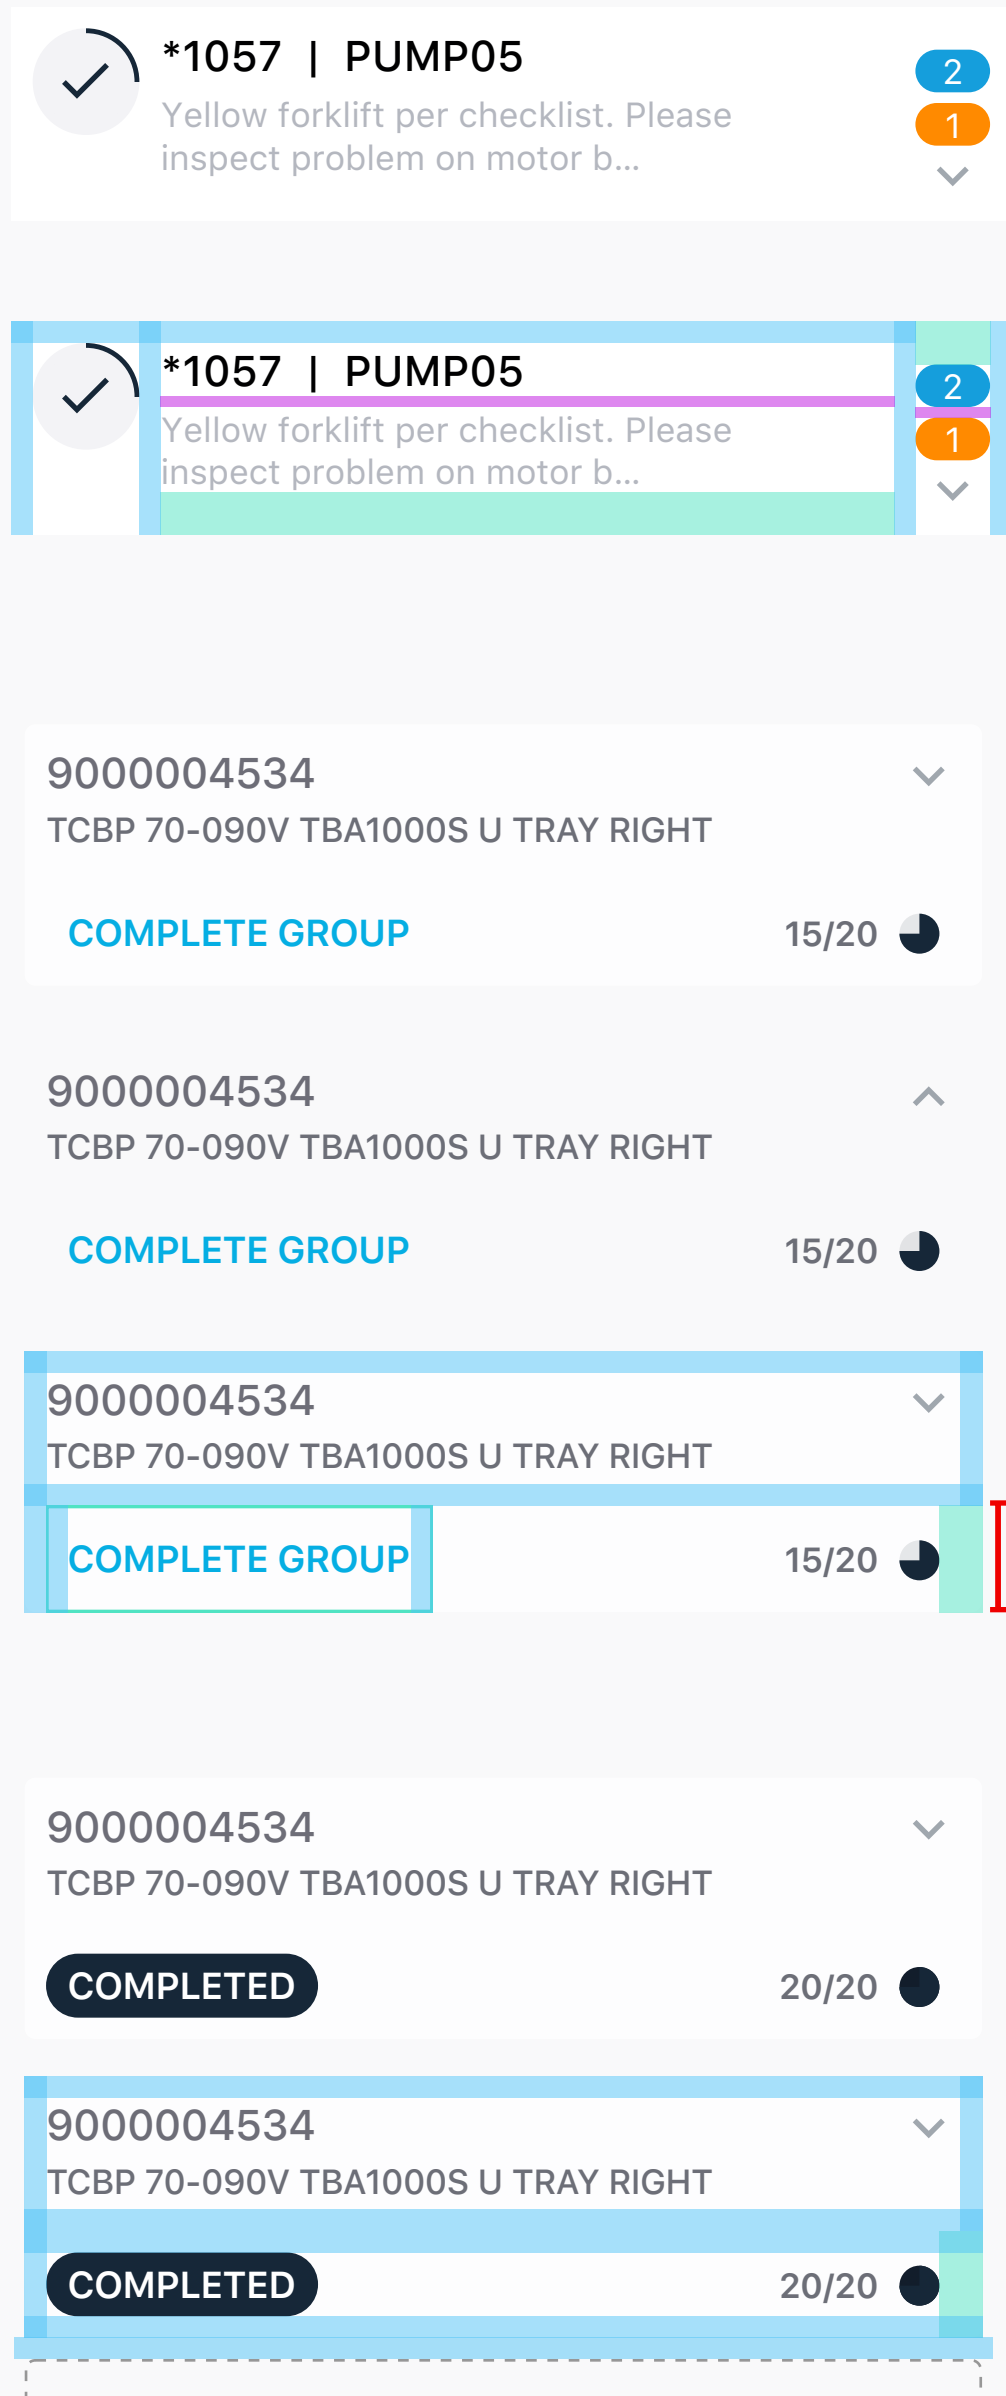 *1057 | PUMP05
2
Yellow forklift per checklist. Please
1
inspect problem on motor b...
*1057 | PUMP05
2
Yellow forklift per checklist. Please
1
inspect problem on motor b...
9000004534
TCBP 70-090V TBA1000S U TRAY RIGHT
COMPLETE GROUP 15/20
9000004534
TCBP 70-090V TBA1000S U TRAY RIGHT
COMPLETE GROUP 15/20
9000004534
TCBP 70-090V TBA1000S U TRAY RIGHT
COMPLETE GROUP 15/20
9000004534
TCBP 70-090V TBA1000S U TRAY RIGHT
COMPLETED 20/20
9000004534
TCBP 70-090V TBA1000S U TRAY RIGHT
COMPLETED 20/20